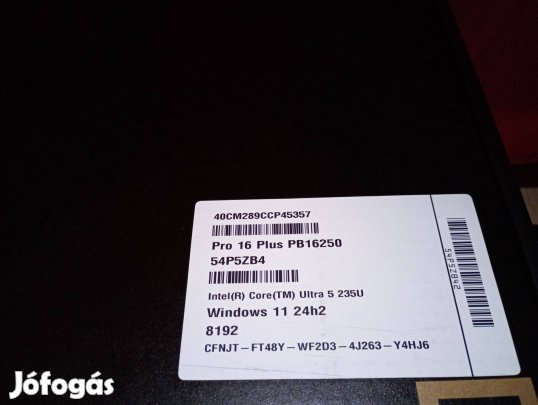 40CM289CCP45357
Pro 16 Plus PB16250
54P5ZB4
Intel(R) Core(TM) Ultra 5 235U
Windows 11 24h2
8192
CFNJT-FT48Y-WF2D3-4J263-Y4HJ6
54P5ZB42
Jófogás